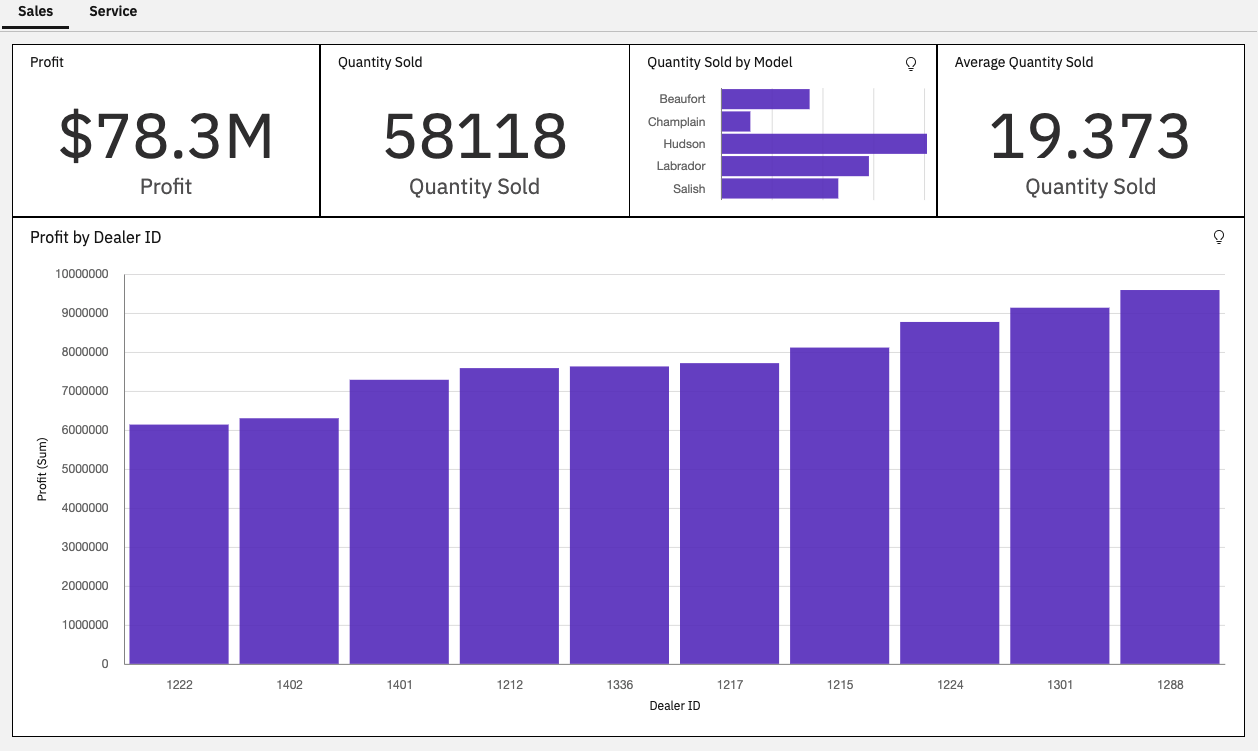 Sales Service
Profit
$78.3M
Profit
Quantity Sold
58118
Quantity Sold
Quantity Sold by Model
Beaufort
Champlain
Hudson
Labrador
Salish
Average Quantity Sold
19.373
Quantity Sold
Profit by Dealer ID
Profit (Sum)
10000000
9000000
8000000
7000000
6000000
5000000
4000000
3000000
2000000
1000000
0
1222 1402 1401 1212 1336 1217 1215 1224 1301 1288
Dealer ID